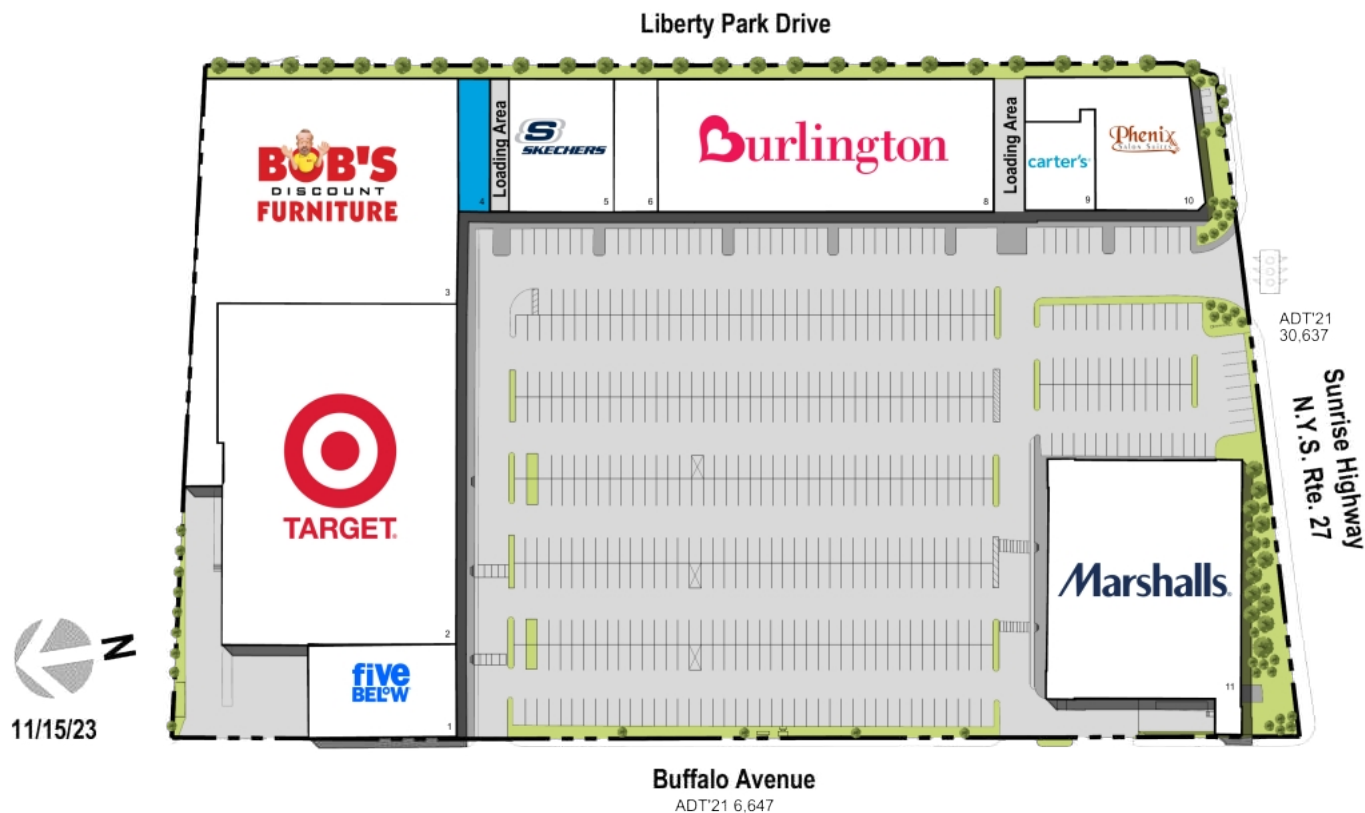 Liberty Park Drive
BOB'S
DISCOUNT
FURNITURE
3
4
Loading Area
S
SKECHERS
5
6
Burlington
8
Loading Area
carter's
9
Phenix
Salon Suites
10
ADT'21
30,637
Sunrise Highway
N.Y.S. Rte. 27
TARGET.
2
five
BELOW
1
Marshalls.
11
N
11/15/23
Buffalo Avenue
ADT'21 6,647